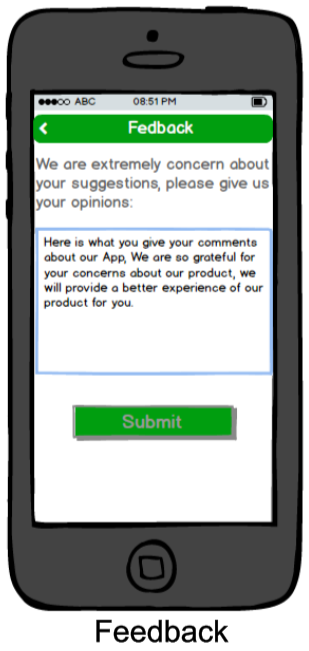 ABC 08:51 PM
Fedback
We are extremely concern about
your suggestions, please give us
your opinions:
Here is what you give your comments
about our App, We are so grateful for
your concerns about our product, we
will provide a better experience of our
product for you.
Submit
Feedback